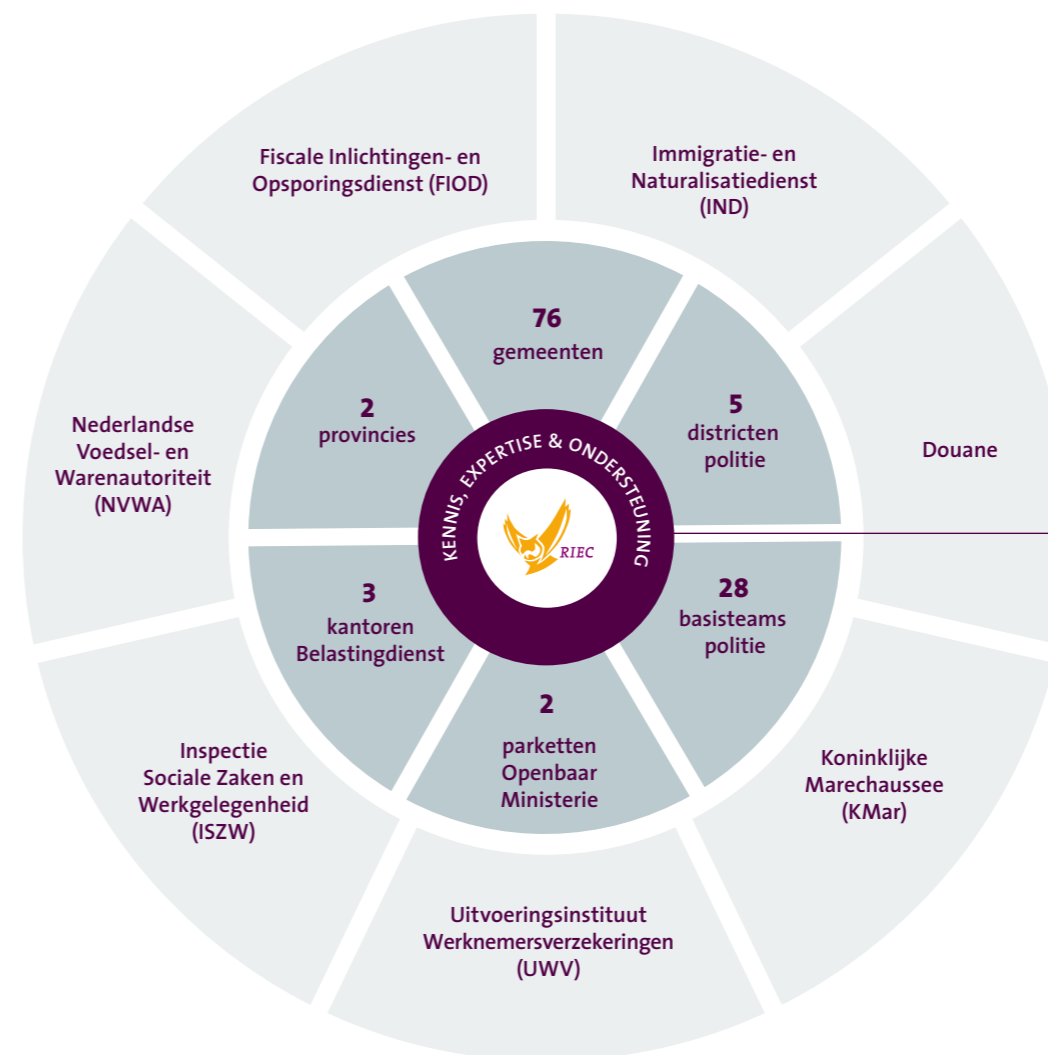 Fiscale Inlichtingen- en
Opsporingsdienst (FIOD)
Immigratie- en
Naturalisatiedienst
(IND)
Nederlandse
Voedsel- en
Warenautoriteit
(NVWA)
Douane
Inspectie
Sociale Zaken en
Werkgelegenheid
(ISZW)
Koninklijke
Marechaussee
(KMar)
Uitvoeringsinstituut
Werknemersverzekeringen
(UWV)
76
gemeenten
2
provincies
5
districten
politie
3
kantoren
Belastingdienst
28
basisteams
politie
2
parketten
Openbaar
Ministerie
KENNIS, EXPERTISE & ONDERSTEUNING
RIEC